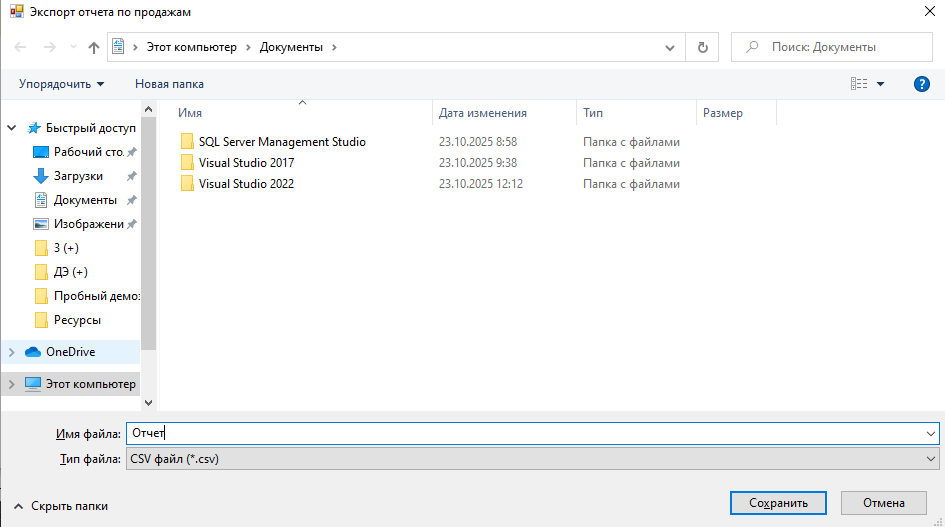 Экспорт отчета по продажам
Этот компьютер Документы
Поиск: Документы
Упорядочить Новая папка
Имя Дата изменения Тип Размер
SQL Server Management Studio 23.10.2025 8:58 Папка с файлами
Visual Studio 2017 23.10.2025 9:38 Папка с файлами
Visual Studio 2022 23.10.2025 12:12 Папка с файлами
Быстрый доступ
Рабочий сто.
Загрузки
Документы
Изображени
3 (+)
ДЭ (+)
Пробный демоз
Ресурсы
OneDrive
Этот компьютер
Имя файла: Отчет
Тип файла: CSV файл (*.csv)
Скрыть папки
Сохранить Отмена